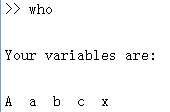 >> who
Your variables are:
A  a  b  c  x